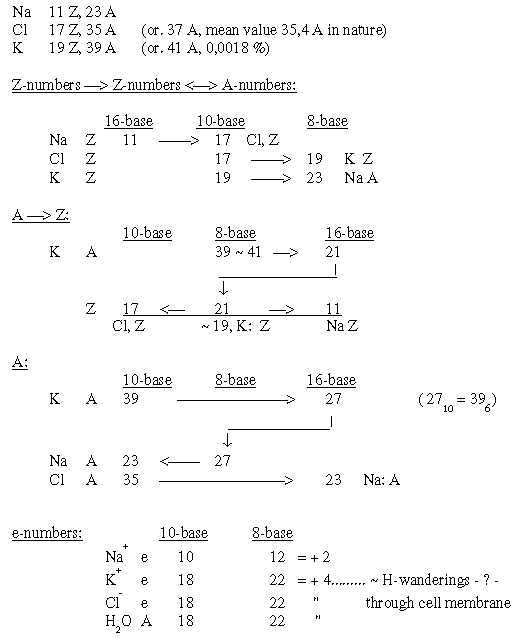 Na 11 Z, 23 A
Cl 17 Z, 35 A (or. 37 A, mean value 35,4 A in nature)
K 19 Z, 39 A (or. 41 A, 0,0018 %)
Z-numbers —> Z-numbers <—> A-numbers:
16-base 10-base 8-base
Na Z 11 ——> 17 Cl, Z
Cl Z 17 ——> 19 K Z
K Z 19 ——> 23 Na A
A —> Z:
10-base 8-base 16-base
K A 39 ~ 41 —> 21
↓
Z 17 <—— 21 ——> 11
Cl, Z ~ 19, K: Z Na Z
A:
10-base 8-base 16-base
K A 39 ————> 27 ( 27₁₀ = 39₆ )
↓
Na A 23 <—— 27
Cl A 35 ————> 23 Na: A
e-numbers: 10-base 8-base
Na⁺ e 10 12 = + 2
K⁺ e 18 22 = + 4......... ~ H-wanderings - ? -
Cl⁻ e 18 22 " through cell membrane
H₂O A 18 22 "